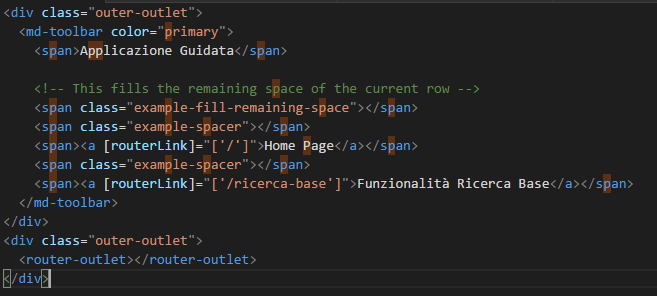 <div class="outer-outlet">
  <md-toolbar color="primary">
    <span>Applicazione Guidata</span>

    <!-- This fills the remaining space of the current row -->
    <span class="example-fill-remaining-space"></span>
    <span class="example-spacer"></span>
    <span><a [routerLink]="['/']">Home Page</a></span>
    <span class="example-spacer"></span>
    <span><a [routerLink]="['/ricerca-base']">Funzionalità Ricerca Base</a></span>
  </md-toolbar>
</div>
<div class="outer-outlet">
  <router-outlet></router-outlet>
</div>